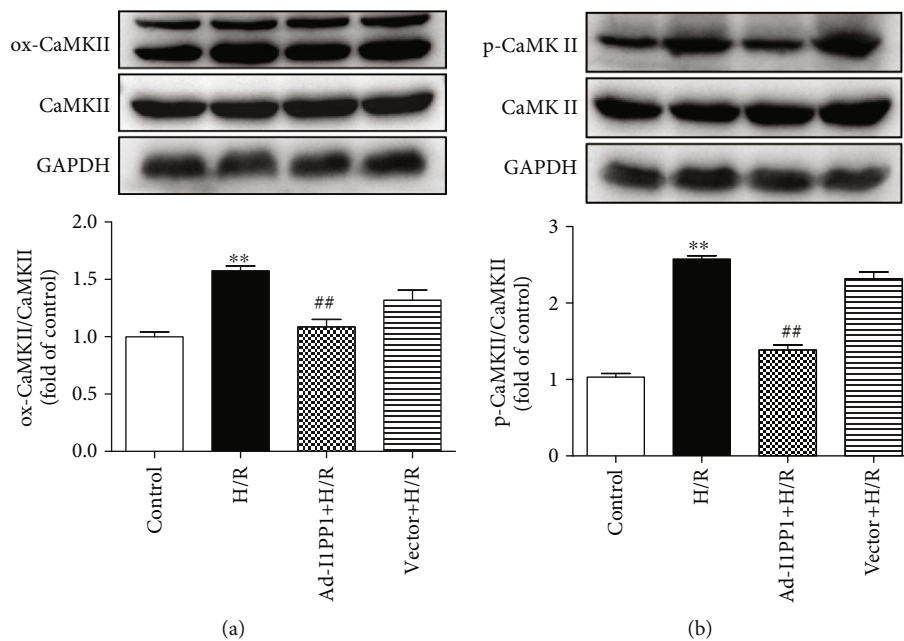 ox-CaMKII
CaMKII
GAPDH
ox-CaMKII/CaMKII
(fold of control)
2.0
1.5
1.0
0.5
0.0
**
##
Control
H/R
Ad-I1PP1+H/R
Vector+H/R
(a)
p-CaMK II
CaMK II
GAPDH
p-CaMKII/CaMKII
(fold of control)
3
2
1
0
**
##
Control
H/R
Ad-I1PP1+H/R
Vector+H/R
(b)